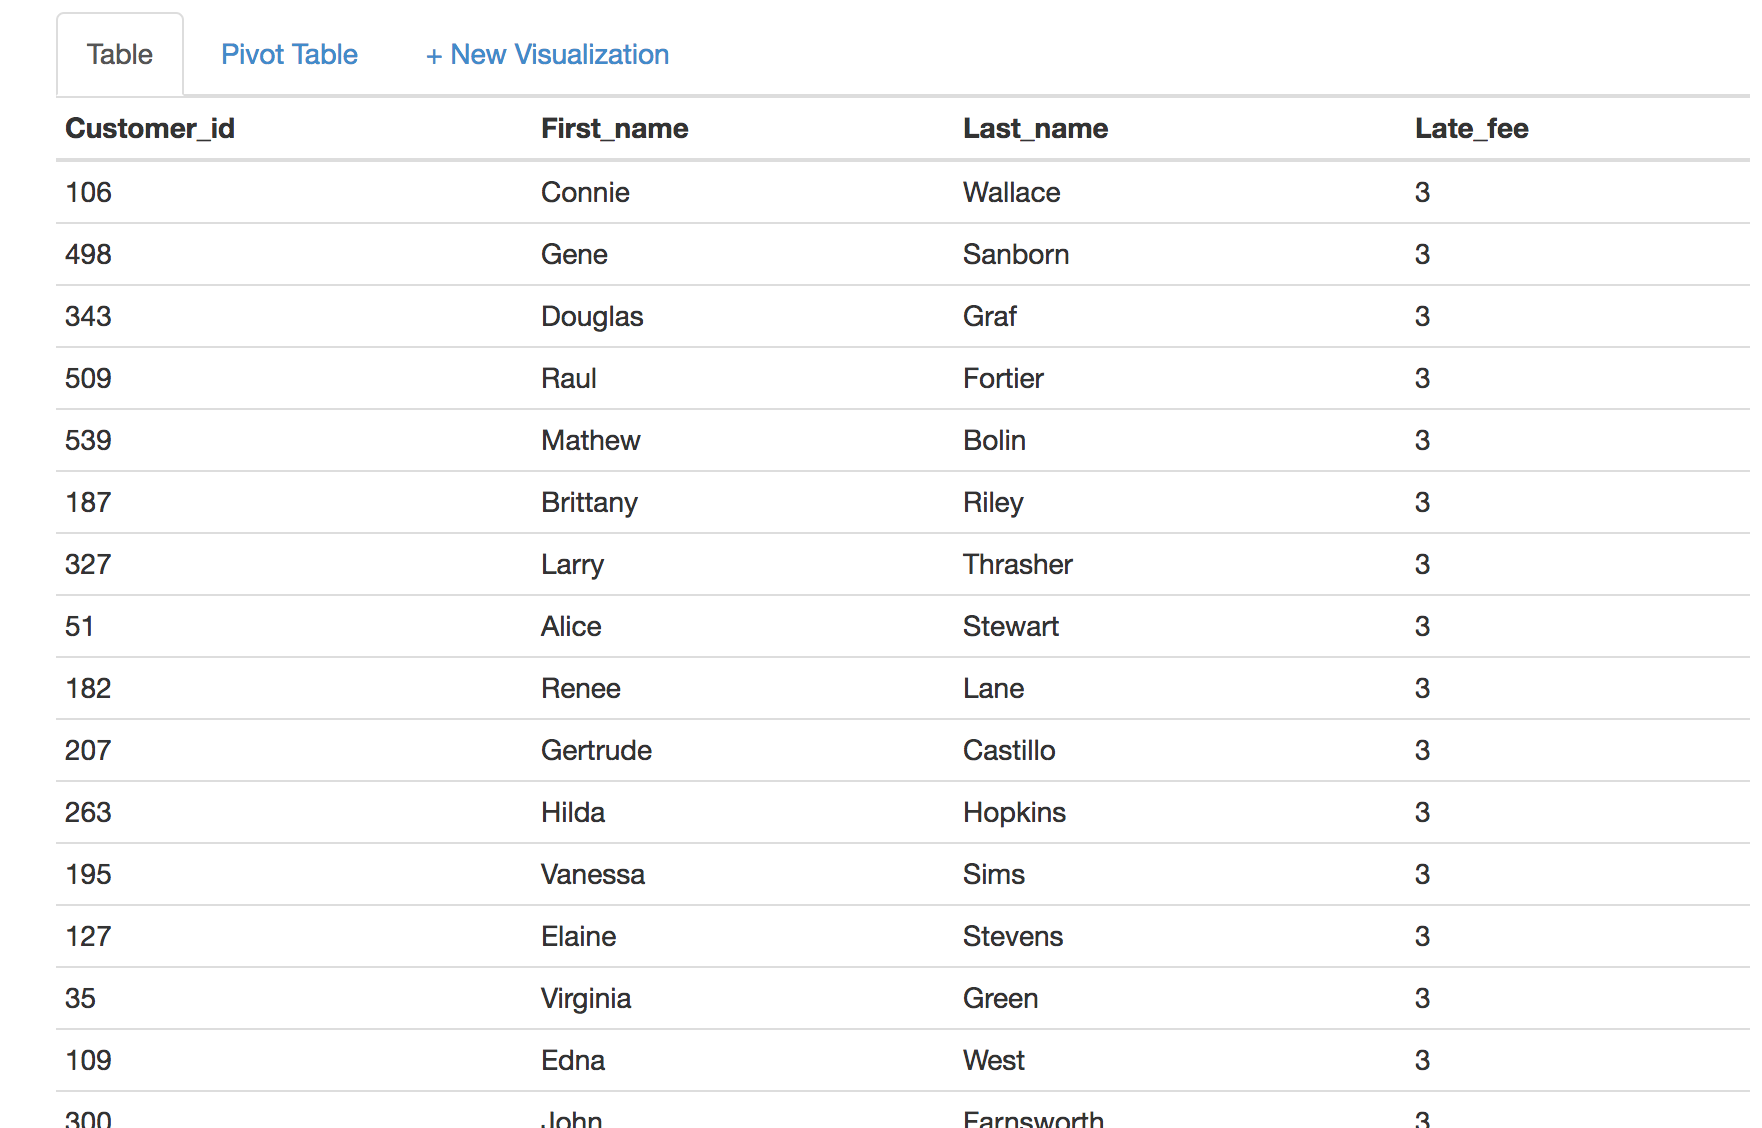 Table Pivot Table + New Visualization
Customer_id First_name Last_name Late_fee
106 Connie Wallace 3
498 Gene Sanborn 3
343 Douglas Graf 3
509 Raul Fortier 3
539 Mathew Bolin 3
187 Brittany Riley 3
327 Larry Thrasher 3
51 Alice Stewart 3
182 Renee Lane 3
207 Gertrude Castillo 3
263 Hilda Hopkins 3
195 Vanessa Sims 3
127 Elaine Stevens 3
35 Virginia Green 3
109 Edna West 3
300 John Farnsworth 3